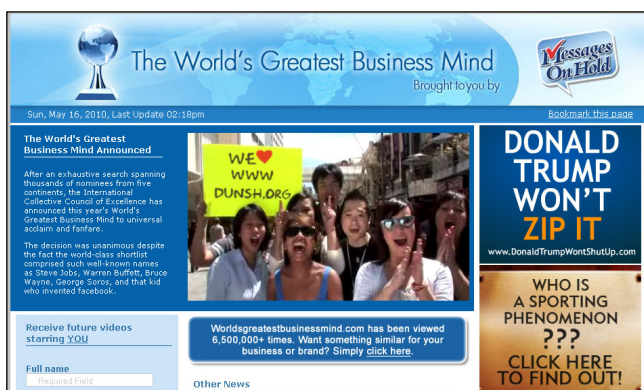 The World's Greatest Business Mind
Brought to you by
Messages
On Hold
Sun, May 16, 2010, Last Update 02:18pm
Bookmark this page
The World's Greatest
Business Mind Announced
After an exhaustive search spanning
thousands of nominees from five
continents, the International
Collective Council of Excellence has
announced this year's World's
Greatest Business Mind to universal
acclaim and fanfare.
The decision was unanimous despite
the fact the world-class shortlist
comprised such well-known names
as Steve Jobs, Warren Buffett, Bruce
Wayne, George Soros, and that kid
who invented facebook.
WE
WWW
DUNSH.ORG
DONALD
TRUMP
WON'T
ZIP IT
www.DonaldTrumpWontShutUp.com
WHO IS
A SPORTING
PHENOMENON
???
CLICK HERE
TO FIND OUT!
Receive future videos
starring YOU
Full name
Required Field
Worldsgreatestbusinessmind.com has been viewed
6,500,000+ times. Want something similar for your
business or brand? Simply click here.
Other News